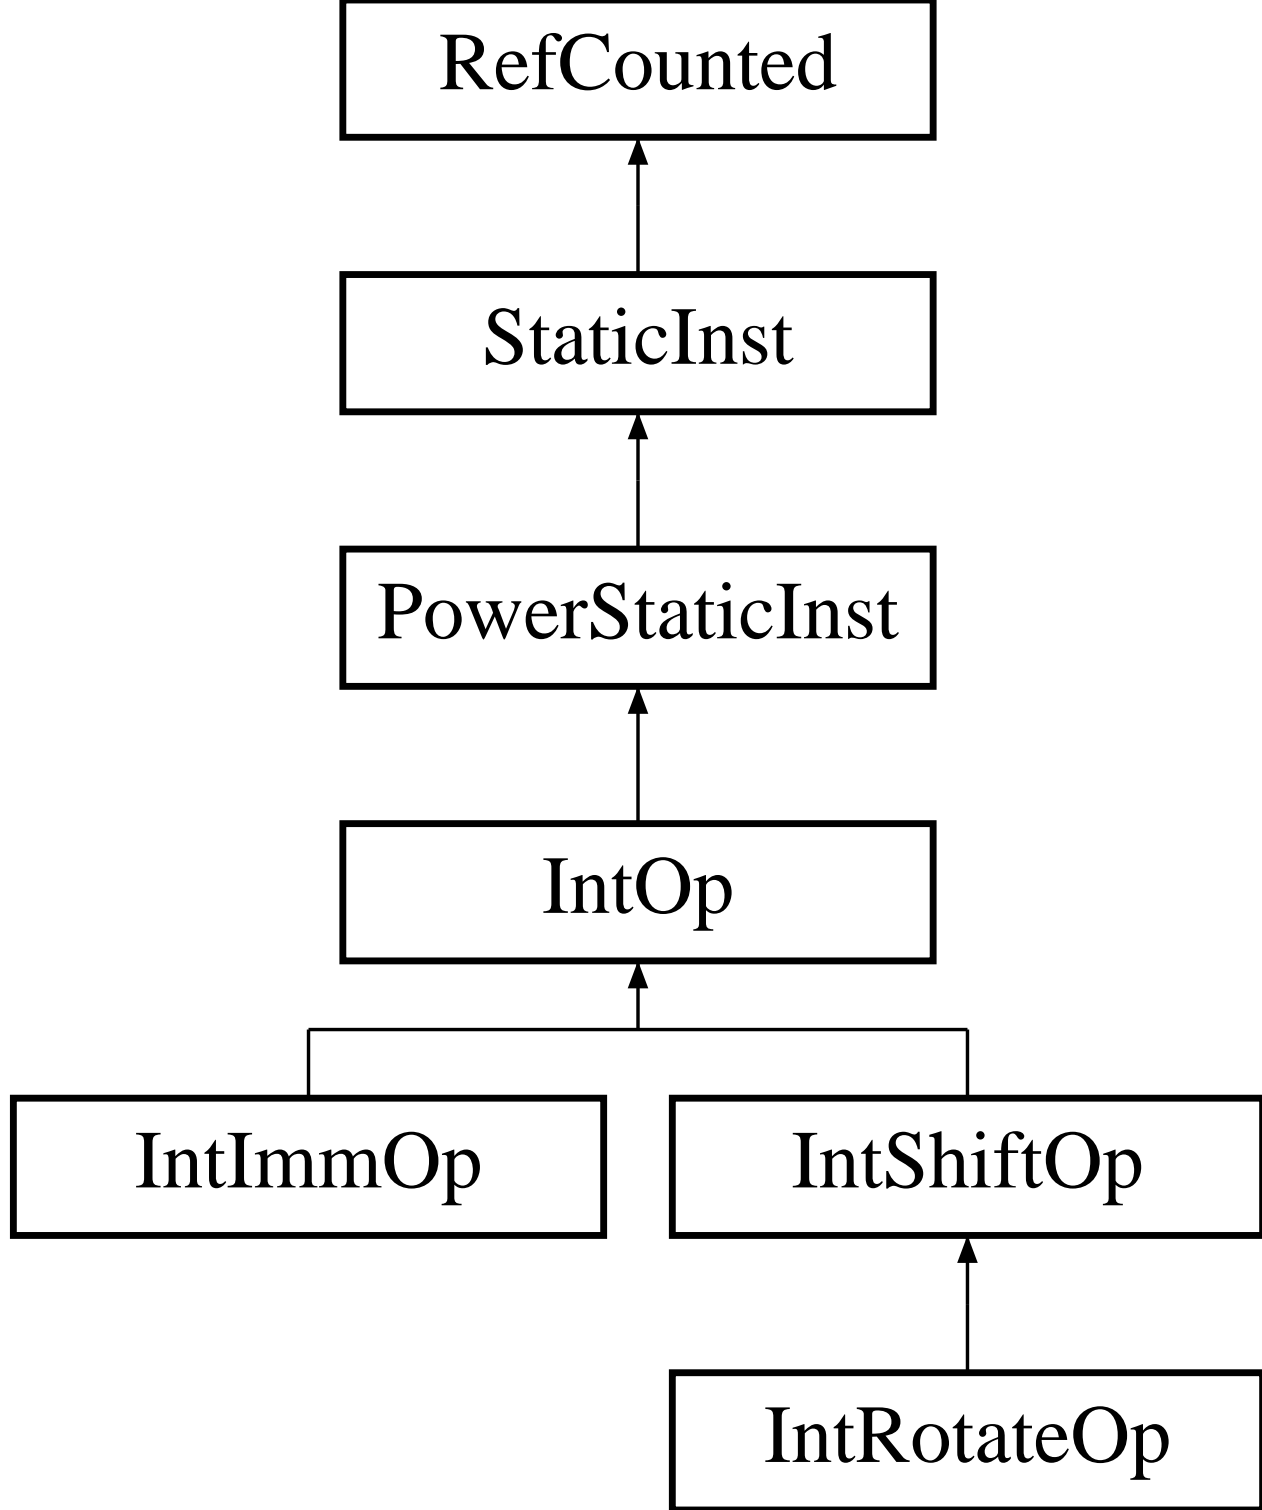 RefCounted
StaticInst
PowerStaticInst
IntOp
IntImmOp
IntShiftOp
IntRotateOp